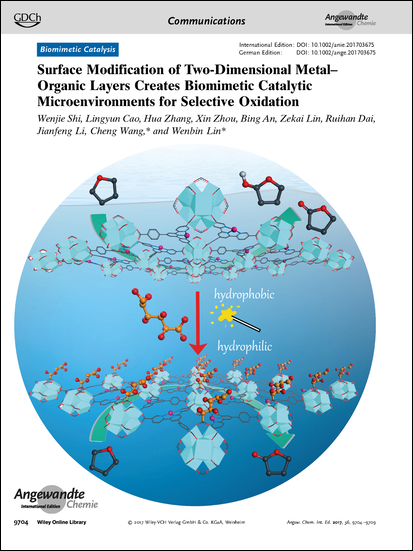 GDCh
Communications
Angewandte
International Edition
Chemie
Biomimetic Catalysis
International Edition: DOI: 10.1002/anie.201703675
German Edition: DOI: 10.1002/ange.201703675
Surface Modification of Two-Dimensional Metal–
Organic Layers Creates Biomimetic Catalytic
Microenvironments for Selective Oxidation
Wenjie Shi, Lingyun Cao, Hua Zhang, Xin Zhou, Bing An, Zekai Lin, Ruihan Dai,
Jianfeng Li, Cheng Wang,* and Wenbin Lin*
hydrophobic
hydrophilic
Angewandte
International Edition
Chemie
9704 Wiley Online Library © 2017 Wiley-VCH Verlag GmbH & Co. KGaA, Weinheim Angew. Chem. Int. Ed. 2017, 56, 9704–9709